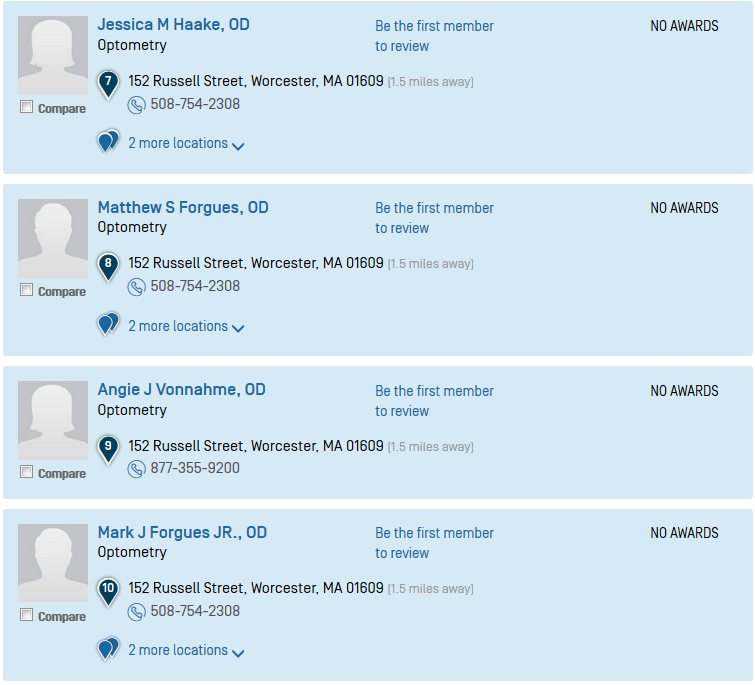 Jessica M Haake, OD Be the first member NO AWARDS
Optometry to review
7 152 Russell Street, Worcester, MA 01609 (1.5 miles away)
Compare 508-754-2308
2 more locations
Matthew S Forgues, OD Be the first member NO AWARDS
Optometry to review
8 152 Russell Street, Worcester, MA 01609 (1.5 miles away)
Compare 508-754-2308
2 more locations
Angie J Vonnahme, OD Be the first member NO AWARDS
Optometry to review
9 152 Russell Street, Worcester, MA 01609 (1.5 miles away)
Compare 877-355-9200
Mark J Forgues JR., OD Be the first member NO AWARDS
Optometry to review
10 152 Russell Street, Worcester, MA 01609 (1.5 miles away)
Compare 508-754-2308
2 more locations